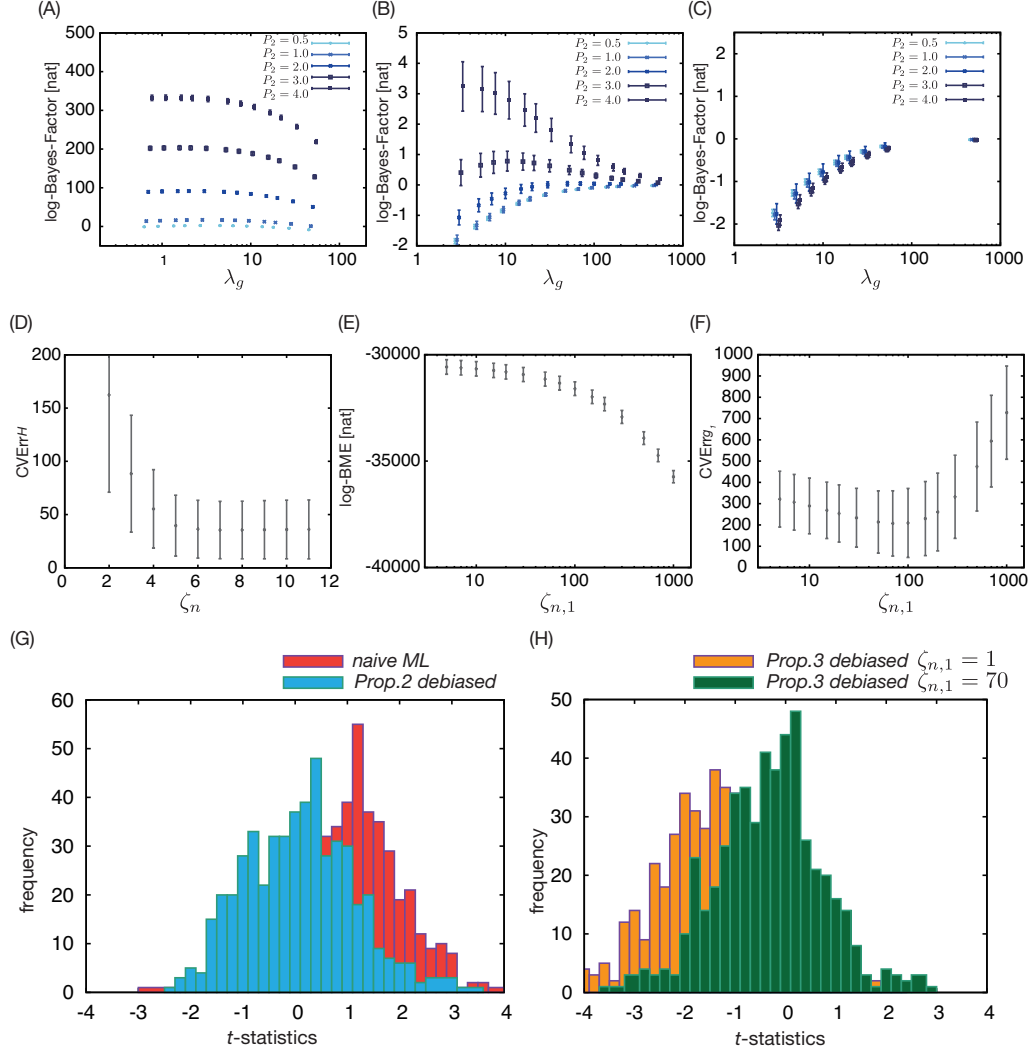 (A)
(B)
(C)
500
400
300
200
100
0
log-Bayes-Factor [nat]
P₂ = 0.5
P₂ = 1.0
P₂ = 2.0
P₂ = 3.0
P₂ = 4.0
1
10
100
λg
5
4
3
2
1
0
-1
-2
log-Bayes-Factor [nat]
P₂ = 0.5
P₂ = 1.0
P₂ = 2.0
P₂ = 3.0
P₂ = 4.0
1
10
100
1000
λg
2
1
0
-1
-2
log-Bayes-Factor [nat]
P₂ = 0.5
P₂ = 1.0
P₂ = 2.0
P₂ = 3.0
P₂ = 4.0
1
10
100
1000
λg
(D)
(E)
(F)
200
150
100
50
0
CVErrH
0 2 4 6 8 10 12
ζn
-30000
-35000
-40000
log-BME [nat]
10 100 1000
ζn,1
1000
900
800
700
600
500
400
300
200
100
0
CVErrg₁
10 100 1000
ζn,1
(G)
naive ML
Prop.2 debiased
60
50
40
30
20
10
0
frequency
-4 -3 -2 -1 0 1 2 3 4
t-statistics
(H)
Prop.3 debiased ζn,1 = 1
Prop.3 debiased ζn,1 = 70
50
40
30
20
10
0
frequency
-4 -3 -2 -1 0 1 2 3 4
t-statistics